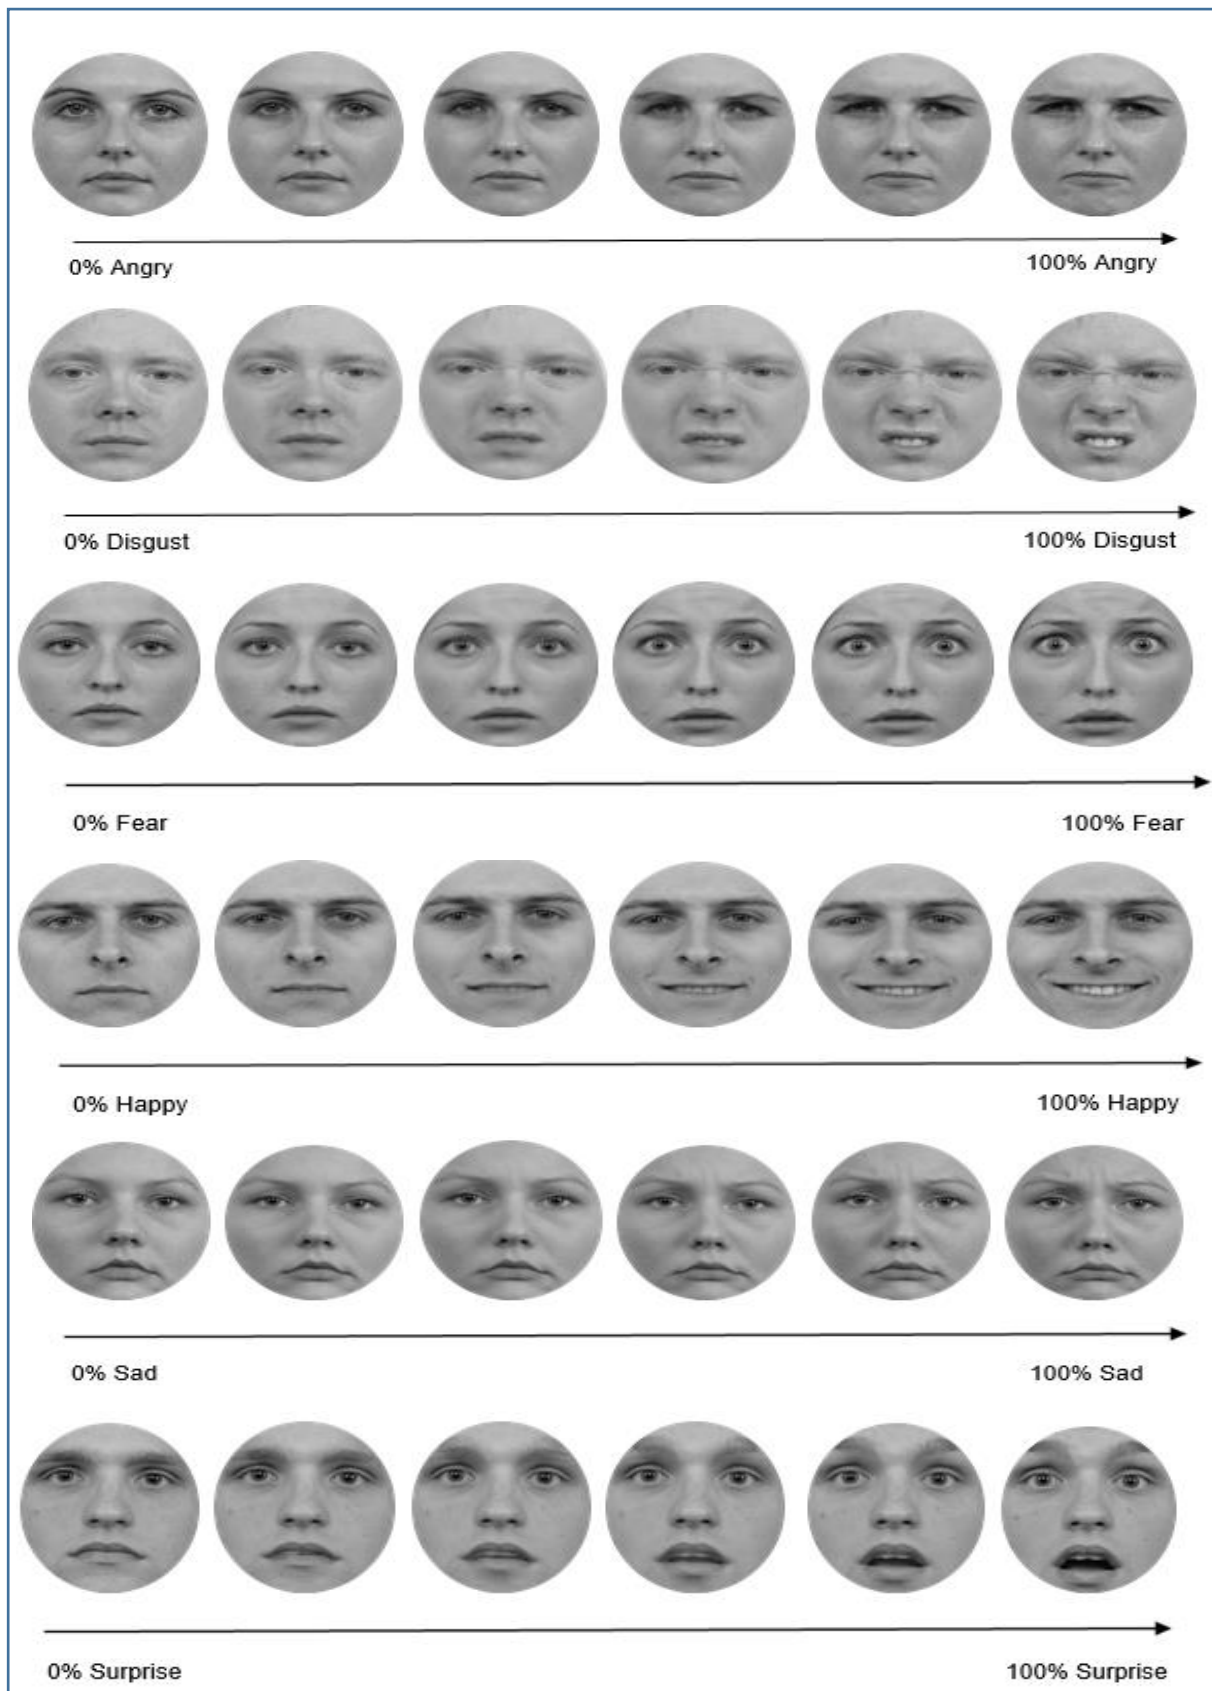 0% Angry 100% Angry
0% Disgust 100% Disgust
0% Fear 100% Fear
0% Happy 100% Happy
0% Sad 100% Sad
0% Surprise 100% Surprise